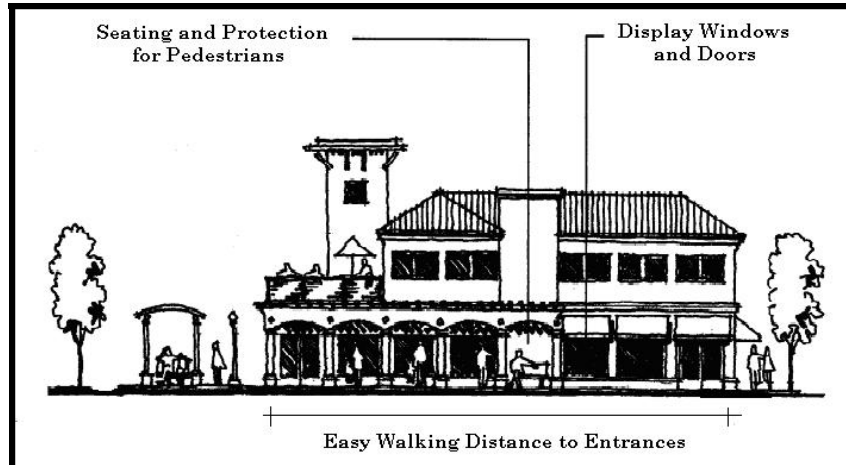 Seating and Protection
for Pedestrians
Display Windows
and Doors
Easy Walking Distance to Entrances